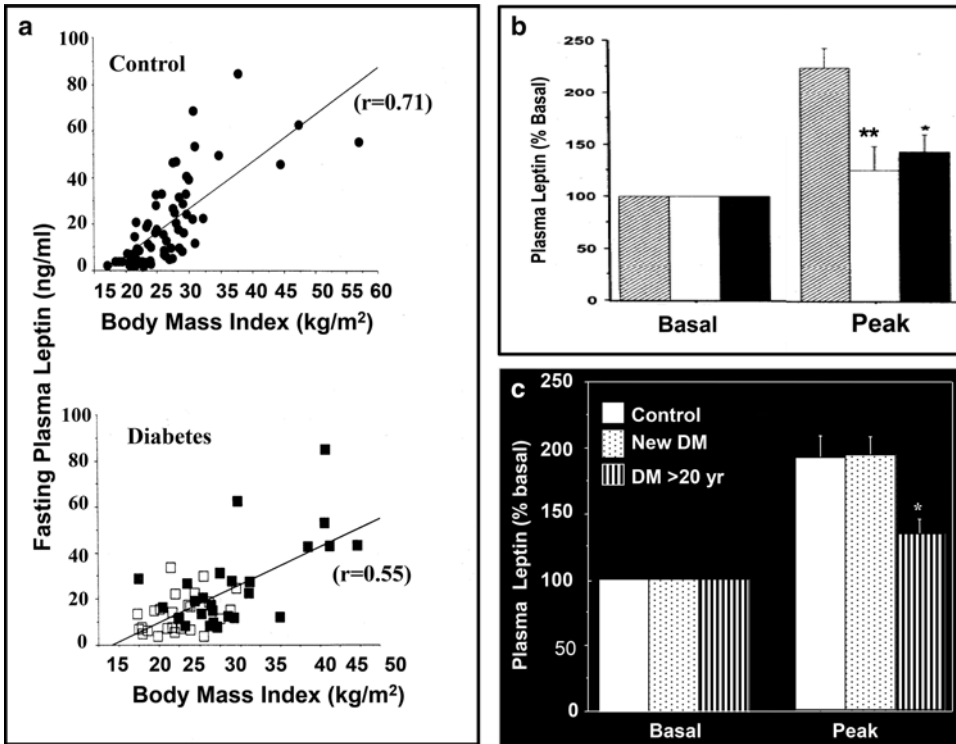 a
Fasting Plasma Leptin (ng/ml)
100
80
60
40
20
0
Control
(r=0.71)
15 20 25 30 35 40 45 50 55 60
Body Mass Index (kg/m²)
100
80
60
40
20
0
Diabetes
(r=0.55)
15 20 25 30 35 40 45 50
Body Mass Index (kg/m²)
b
Plasma Leptin (% Basal)
250
200
150
100
50
0
**
*
Basal Peak
c
Plasma Leptin (% basal)
250
200
150
100
50
0
Control
New DM
DM >20 yr
*
Basal Peak